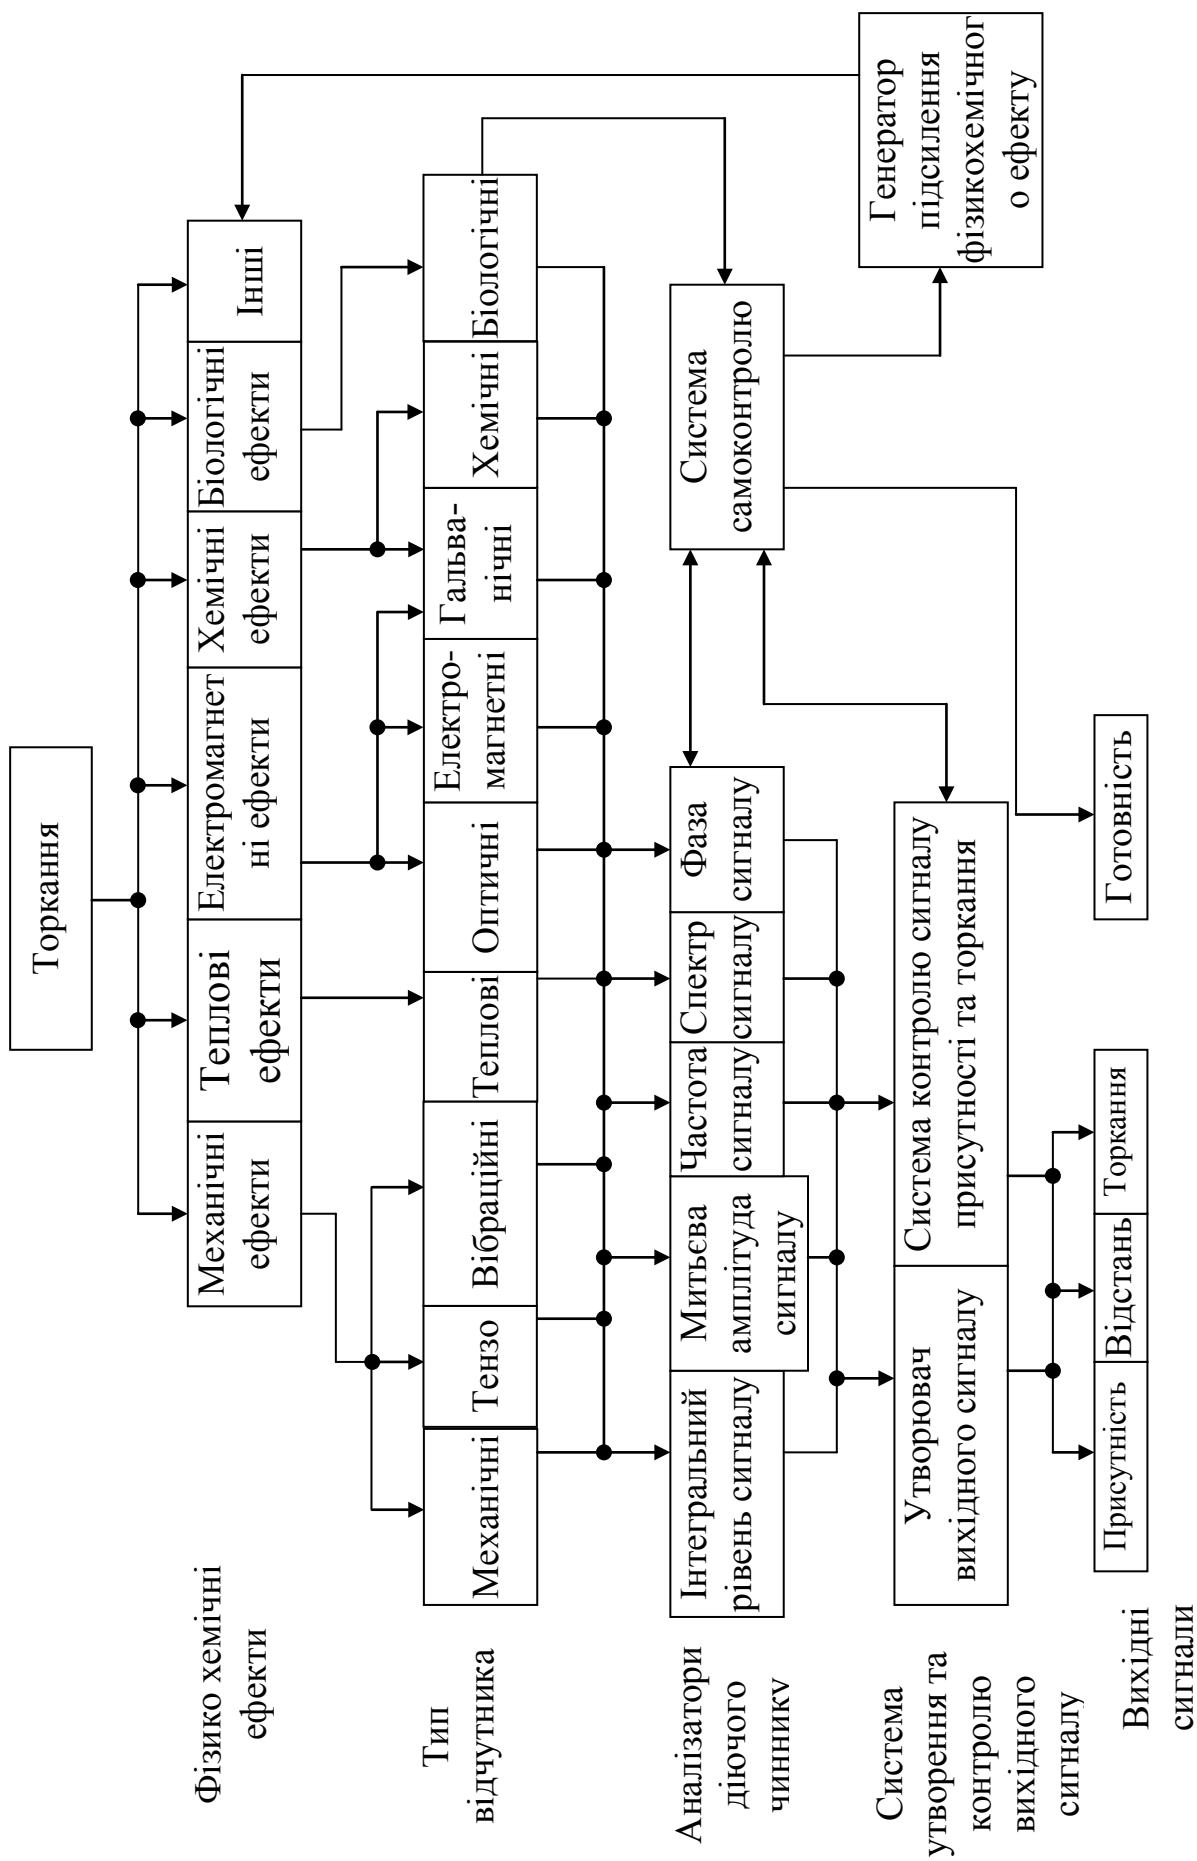 Торкання
Фізико хемічні
ефекти
Механічні
ефекти
Теплові
ефекти
Електромагнет
ні ефекти
Хемічні
ефекти
Біологічні
ефекти
Інші
Тип
відчутника
Механічні
Тензо
Вібраційні
Теплові
Оптичні
Електро-
магнетні
Гальва-
нічні
Хемічні
Біологічні
Аналізатори
діючого
чиннику
Інтегральний
рівень сигналу
Митьєва
амплітуда
сигналу
Частота
сигналу
Спектр
сигналу
Фаза
сигналу
Система
самоконтролю
Генератор
підсилення
фізикохемічног
о ефекту
Система
утворення та
контролю
вихідного
сигналу
Утворювач
вихідного сигналу
Система контролю сигналу
присутності та торкання
Вихідні
сигнали
Присутність
Відстань
Торкання
Готовність